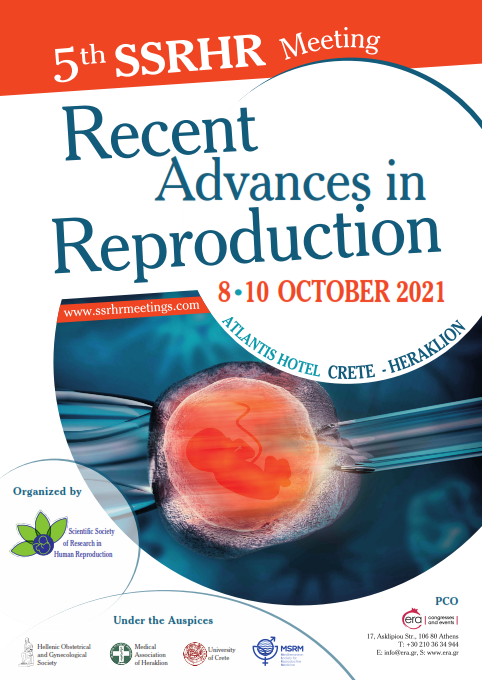 5th SSRHR Meeting
Recent
Advances in
Reproduction
8•10 OCTOBER 2021
www.ssrhrmeetings.com
ATLANTIS HOTEL CRETE - HERAKLION
Organized by
Scientific Society
of Research in
Human Reproduction
PCO
era congresses
and events
17, Asklipiou Str., 106 80 Athens
T: +30 210 36 34 944
E: info@era.gr, S: www.era.gr
Under the Auspices
Hellenic Obstetrical
and Gynecological
Society
Medical
Association
of Heraklion
University
of Crete
MSRM